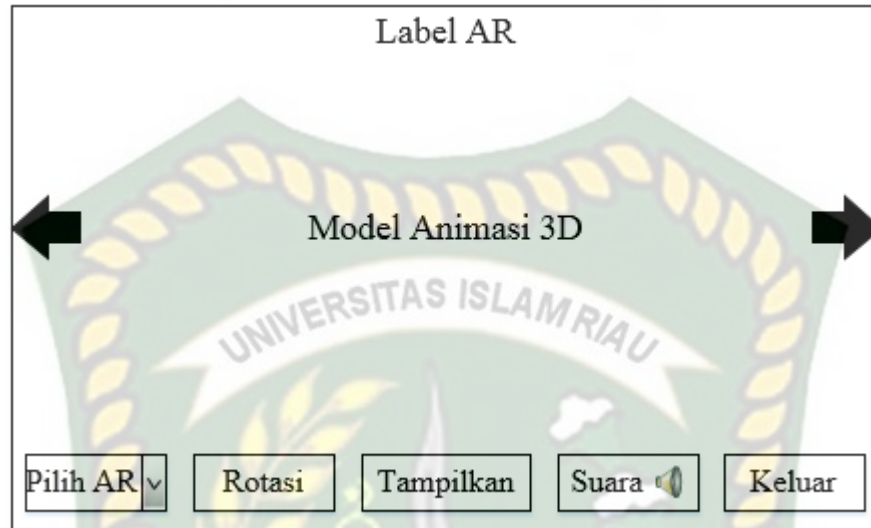 Label AR
Model Animasi 3D
UNIVERSITAS ISLAM RIAU
Pilih AR
Rotasi
Tampilkan
Suara
Keluar